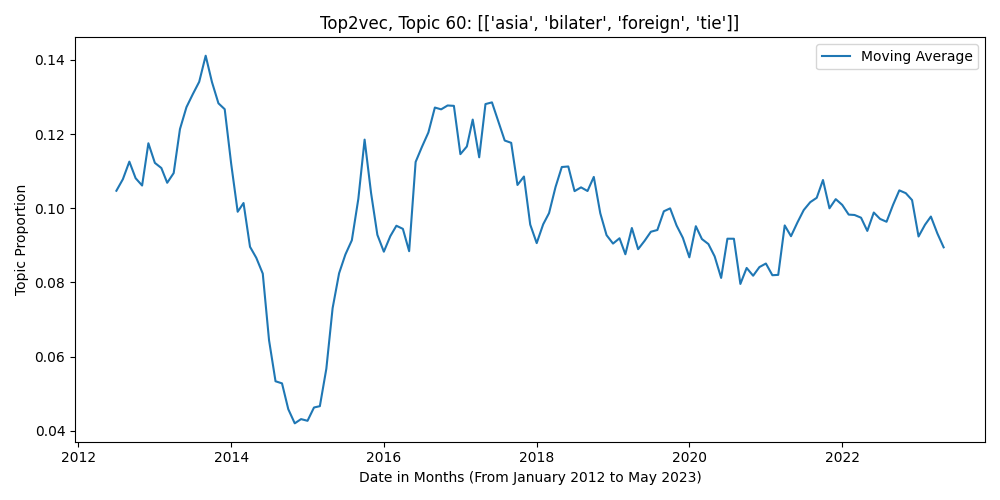 Top2vec, Topic 60: [['asia', 'bilater', 'foreign', 'tie']]
Moving Average
Topic Proportion
0.14
0.12
0.10
0.08
0.06
0.04
2012 2014 2016 2018 2020 2022
Date in Months (From January 2012 to May 2023)